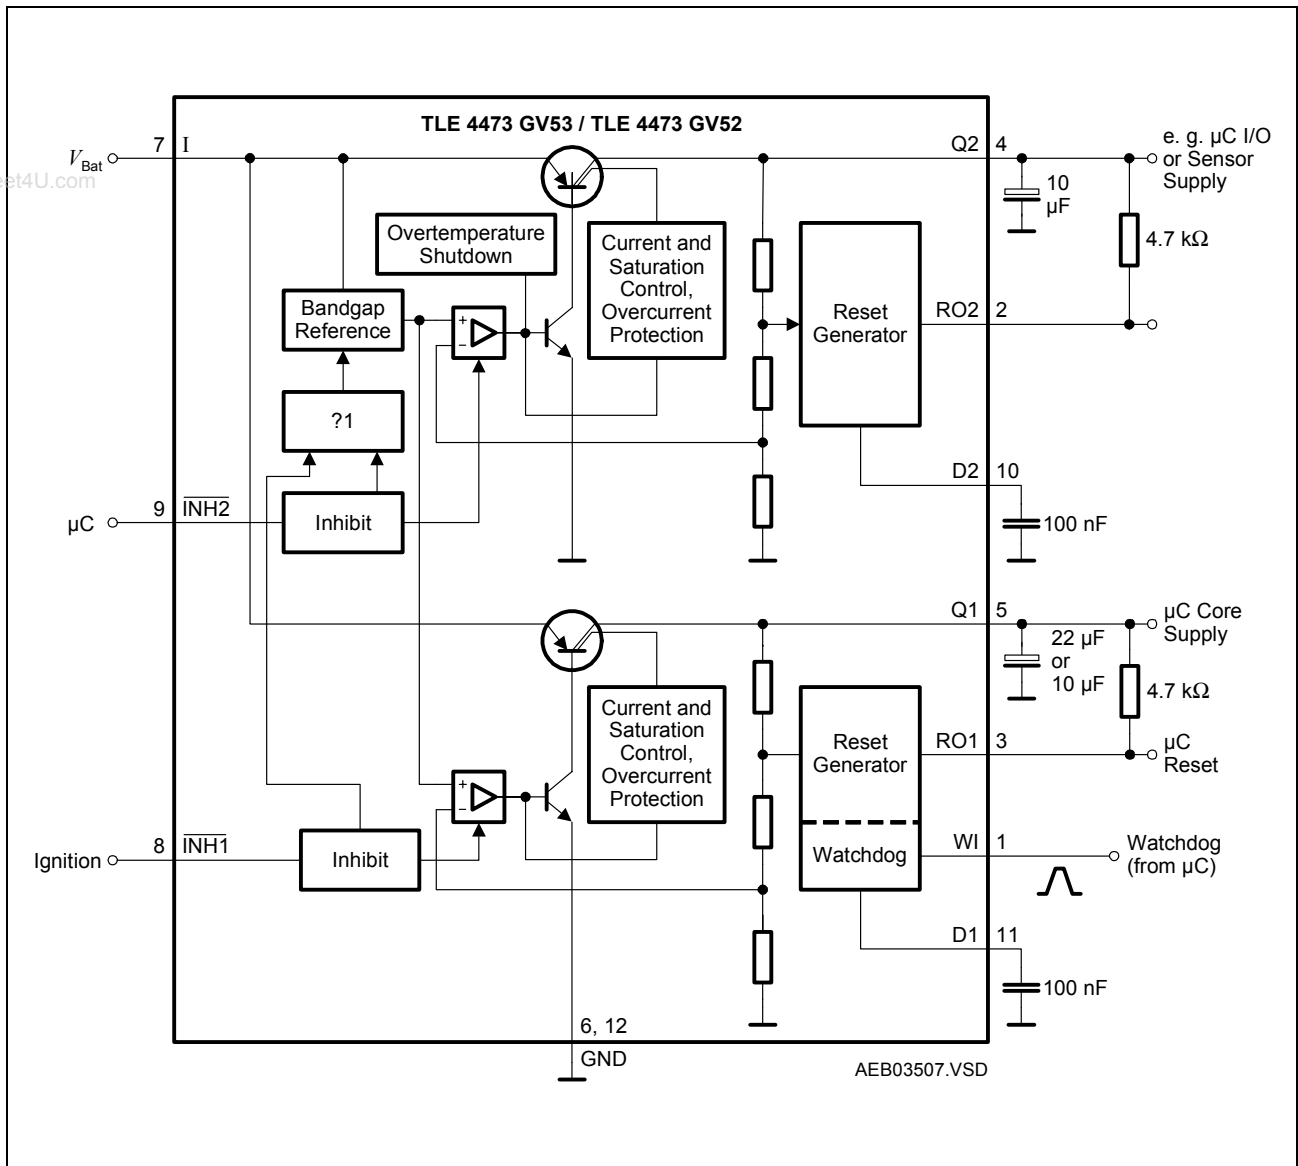 TLE 4473 GV53 / TLE 4473 GV52
7 I
V Bat
Q2 4
e. g. µC I/O
or Sensor
Supply
et4U.com
10
µF
4.7 kΩ
Overtemperature
Shutdown
Current and
Saturation
Control,
Overcurrent
Protection
Bandgap
Reference
+
−
Reset
Generator
RO2 2
?1
D2 10
100 nF
µC
9 INH2
Inhibit
Q1 5
µC Core
Supply
22 µF
or
10 µF
4.7 kΩ
Current and
Saturation
Control,
Overcurrent
Protection
Reset
Generator
RO1 3
µC
Reset
+
−
Ignition
8 INH1
Inhibit
Watchdog
WI 1
Watchdog
(from µC)
D1 11
100 nF
6, 12
GND
AEB03507.VSD